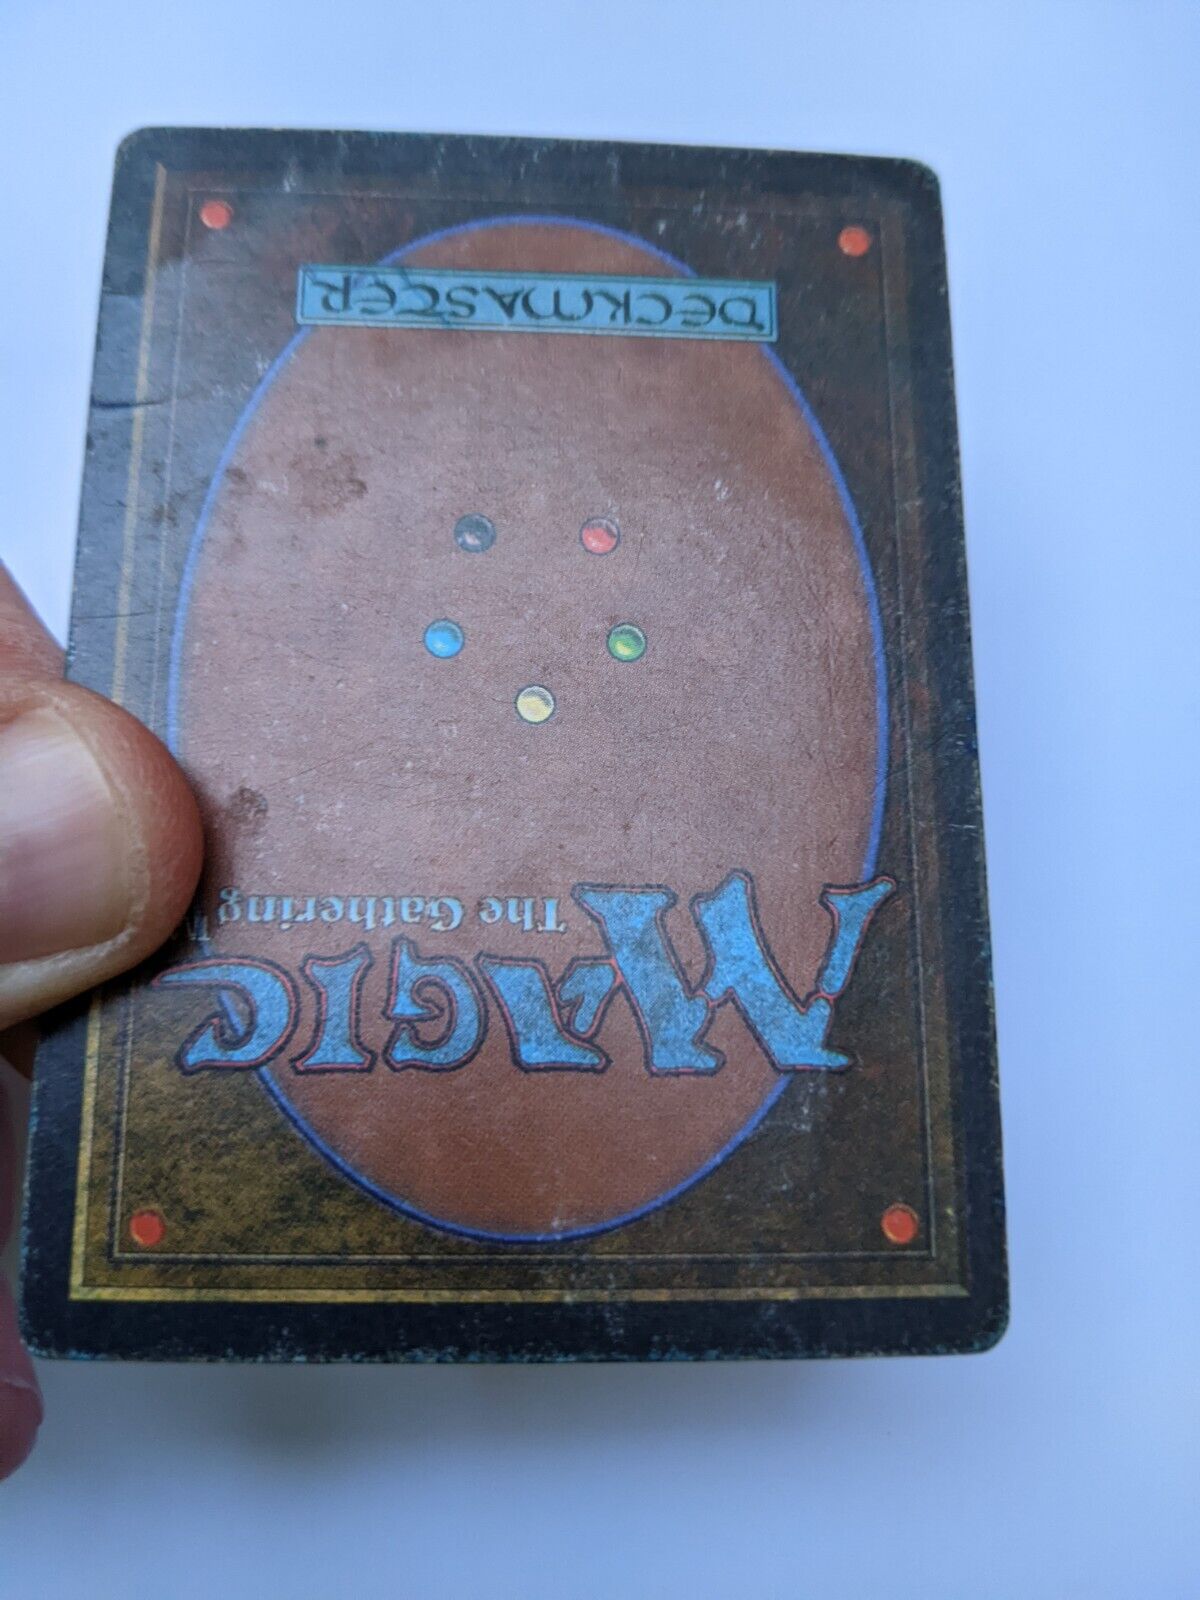 Magic
The Gathering
DECKMASTER